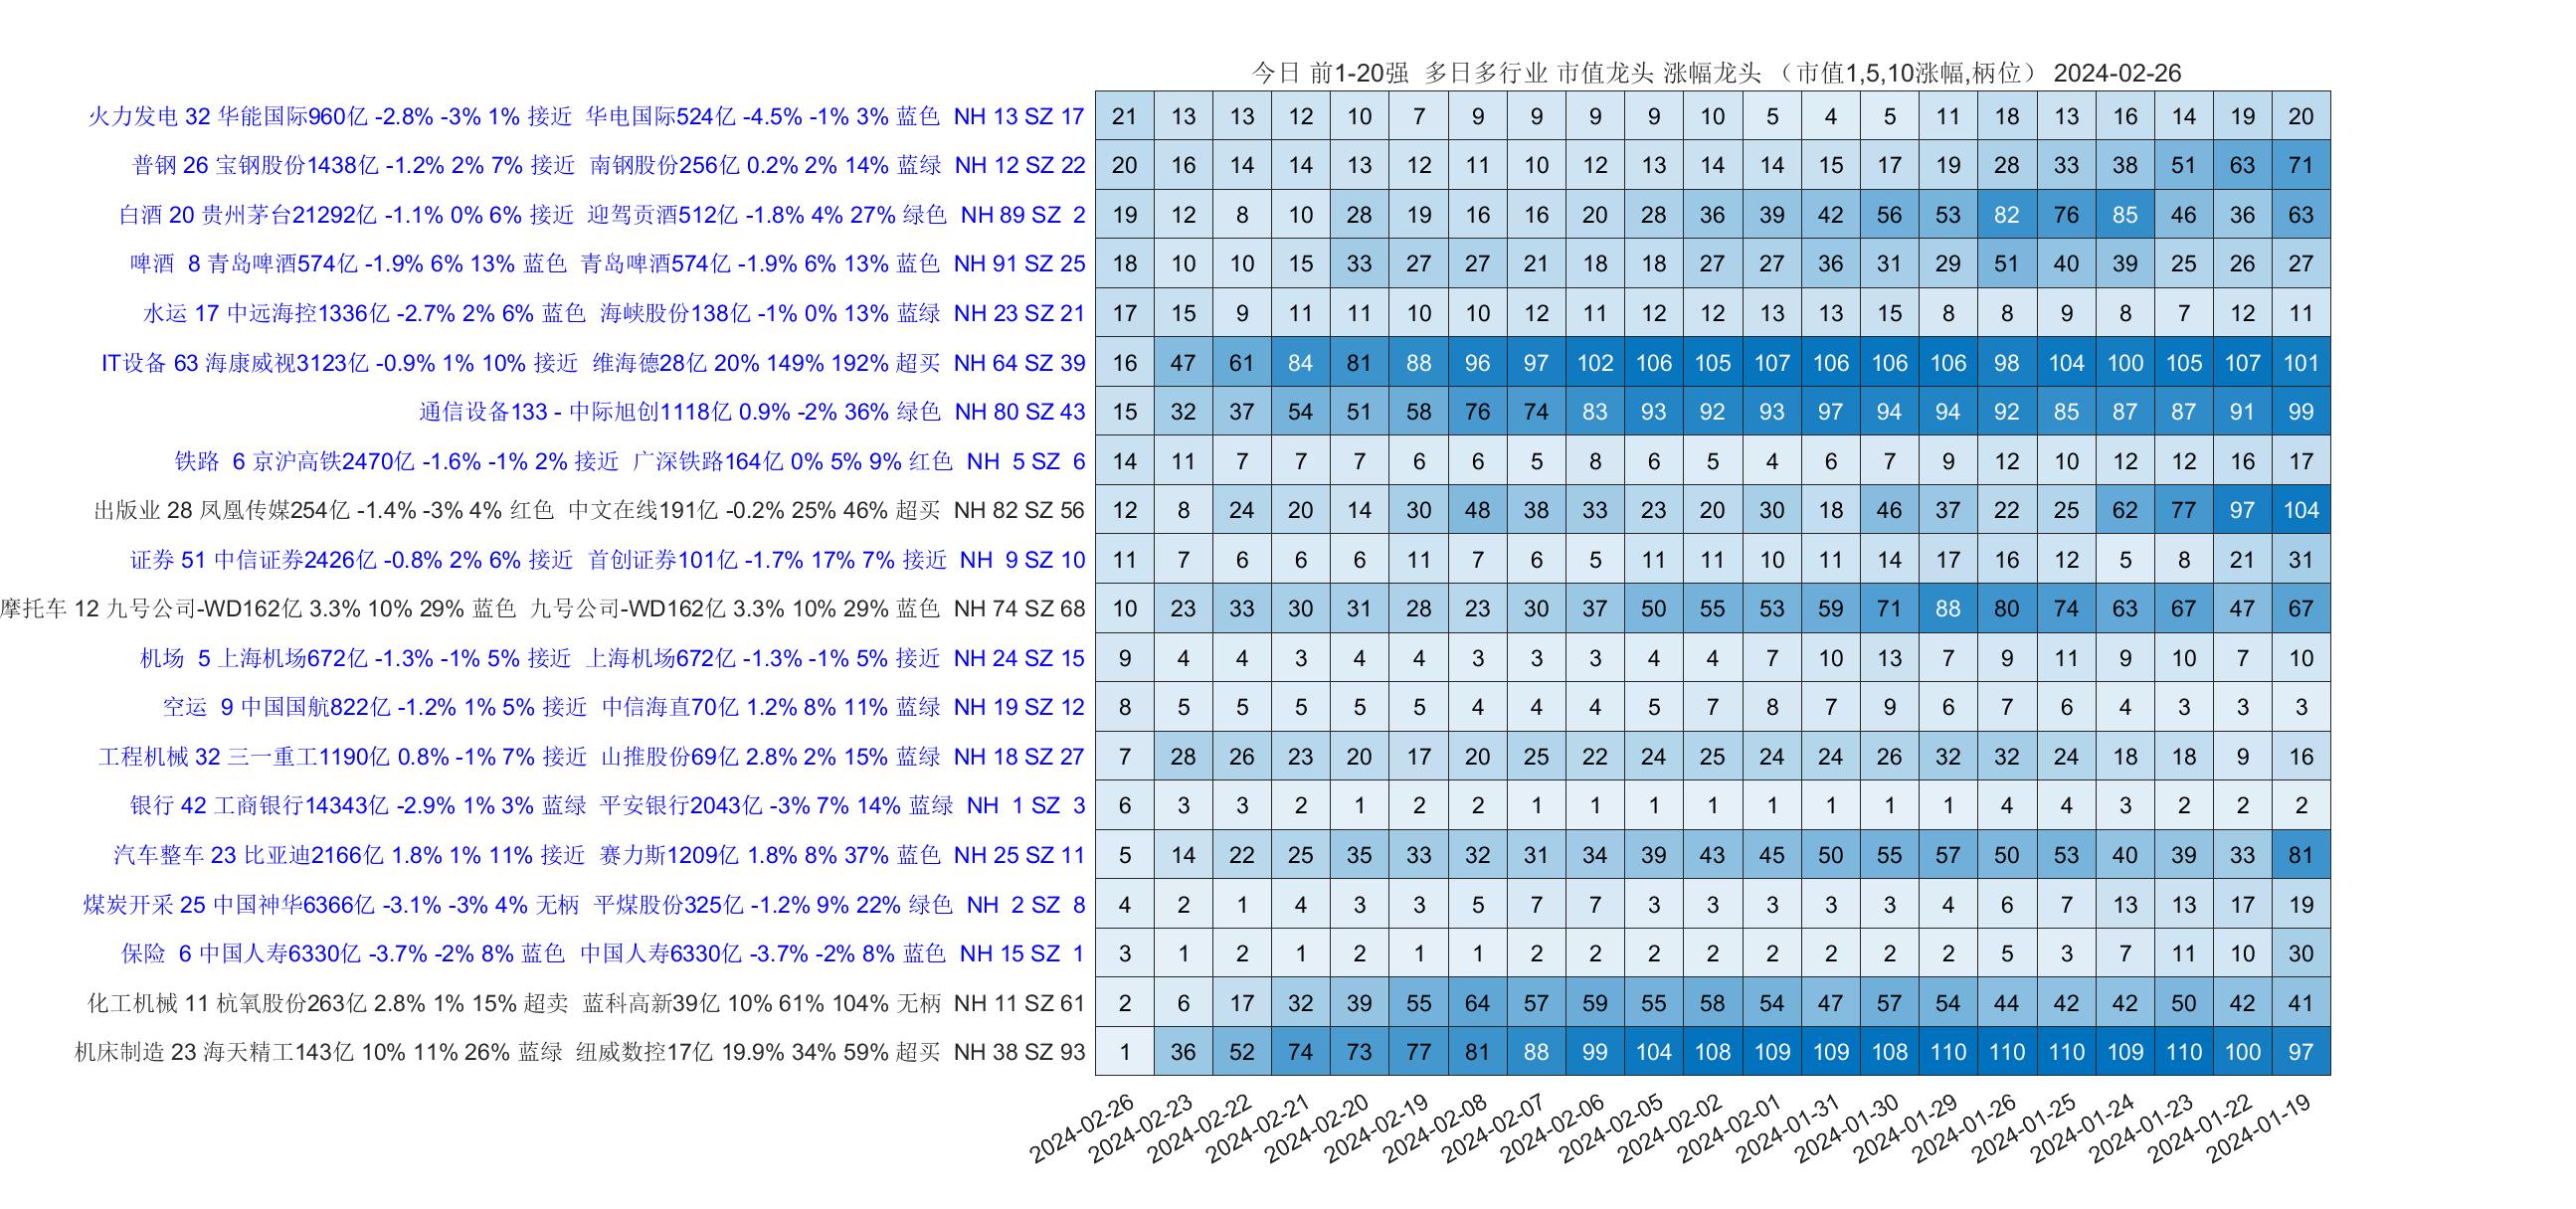 今日 前1-20强  多日多行业 市值龙头 涨幅龙头 （市值1,5,10涨幅,柄位） 2024-02-26
火力发电 32 华能国际960亿 -2.8% -3% 1% 接近  华电国际524亿 -4.5% -1% 3% 蓝色  NH 13 SZ 17 21 13 13 12 10 7 9 9 9 9 10 5 4 5 11 18 13 16 14 19 20
普钢 26 宝钢股份1438亿 -1.2% 2% 7% 接近  南钢股份256亿 0.2% 2% 14% 蓝绿  NH 12 SZ 22 20 16 14 14 13 12 11 10 12 13 14 14 15 17 19 28 33 38 51 63 71
白酒 20 贵州茅台21292亿 -1.1% 0% 6% 接近  迎驾贡酒512亿 -1.8% 4% 27% 绿色  NH 89 SZ  2 19 12 8 10 28 19 16 16 20 28 36 39 42 56 53 82 76 85 46 36 63
啤酒  8 青岛啤酒574亿 -1.9% 6% 13% 蓝色  青岛啤酒574亿 -1.9% 6% 13% 蓝色  NH 91 SZ 25 18 10 10 15 33 27 27 21 18 18 27 27 36 31 29 51 40 39 25 26 27
水运 17 中远海控1336亿 -2.7% 2% 6% 蓝色  海峡股份138亿 -1% 0% 13% 蓝绿  NH 23 SZ 21 17 15 9 11 11 10 10 12 11 12 12 13 13 15 8 8 9 8 7 12 11
IT设备 63 海康威视3123亿 -0.9% 1% 10% 接近  维海德28亿 20% 149% 192% 超买  NH 64 SZ 39 16 47 61 84 81 88 96 97 102 106 105 107 106 106 106 98 104 100 105 107 101
通信设备133 - 中际旭创1118亿 0.9% -2% 36% 绿色  NH 80 SZ 43 15 32 37 54 51 58 76 74 83 93 92 93 97 94 94 92 85 87 87 91 99
铁路  6 京沪高铁2470亿 -1.6% -1% 2% 接近  广深铁路164亿 0% 5% 9% 红色  NH  5 SZ  6 14 11 7 7 7 6 6 5 8 6 5 4 6 7 9 12 10 12 12 16 17
出版业 28 凤凰传媒254亿 -1.4% -3% 4% 红色  中文在线191亿 -0.2% 25% 46% 超买  NH 82 SZ 56 12 8 24 20 14 30 48 38 33 23 20 30 18 46 37 22 25 62 77 97 104
证券 51 中信证券2426亿 -0.8% 2% 6% 接近  首创证券101亿 -1.7% 17% 7% 接近  NH  9 SZ 10 11 7 6 6 6 11 7 6 5 11 11 10 11 14 17 16 12 5 8 21 31
摩托车 12 九号公司-WD162亿 3.3% 10% 29% 蓝色  九号公司-WD162亿 3.3% 10% 29% 蓝色  NH 74 SZ 68 10 23 33 30 31 28 23 30 37 50 55 53 59 71 88 80 74 63 67 47 67
机场  5 上海机场672亿 -1.3% -1% 5% 接近  上海机场672亿 -1.3% -1% 5% 接近  NH 24 SZ 15 9 4 4 3 4 4 3 3 3 4 4 7 10 13 7 9 11 9 10 7 10
空运  9 中国国航822亿 -1.2% 1% 5% 接近  中信海直70亿 1.2% 8% 11% 蓝绿  NH 19 SZ 12 8 5 5 5 5 5 4 4 4 5 7 8 7 9 6 7 6 4 3 3 3
工程机械 32 三一重工1190亿 0.8% -1% 7% 接近  山推股份69亿 2.8% 2% 15% 蓝绿  NH 18 SZ 27 7 28 26 23 20 17 20 25 22 24 25 24 24 26 32 32 24 18 18 9 16
银行 42 工商银行14343亿 -2.9% 1% 3% 蓝绿  平安银行2043亿 -3% 7% 14% 蓝绿  NH  1 SZ  3 6 3 3 2 1 2 2 1 1 1 1 1 1 1 1 4 4 3 2 2 2
汽车整车 23 比亚迪2166亿 1.8% 1% 11% 接近  赛力斯1209亿 1.8% 8% 37% 蓝色  NH 25 SZ 11 5 14 22 25 35 33 32 31 34 39 43 45 50 55 57 50 53 40 39 33 81
煤炭开采 25 中国神华6366亿 -3.1% -3% 4% 无柄  平煤股份325亿 -1.2% 9% 22% 绿色  NH  2 SZ  8 4 2 1 4 3 3 5 7 7 3 3 3 3 3 4 6 7 13 13 17 19
保险  6 中国人寿6330亿 -3.7% -2% 8% 蓝色  中国人寿6330亿 -3.7% -2% 8% 蓝色  NH 15 SZ  1 3 1 2 1 2 1 1 2 2 2 2 2 2 2 2 5 3 7 11 10 30
化工机械 11 杭氧股份263亿 2.8% 1% 15% 超卖  蓝科高新39亿 10% 61% 104% 无柄  NH 11 SZ 61 2 6 17 32 39 55 64 57 59 55 58 54 47 57 54 44 42 42 50 42 41
机床制造 23 海天精工143亿 10% 11% 26% 蓝绿  纽威数控17亿 19.9% 34% 59% 超买  NH 38 SZ 93 1 36 52 74 73 77 81 88 99 104 108 109 109 108 110 110 110 109 110 100 97
2024-02-26 2024-02-23 2024-02-22 2024-02-21 2024-02-20 2024-02-19 2024-02-08 2024-02-07 2024-02-06 2024-02-05 2024-02-02 2024-02-01 2024-01-31 2024-01-30 2024-01-29 2024-01-26 2024-01-25 2024-01-24 2024-01-23 2024-01-22 2024-01-19